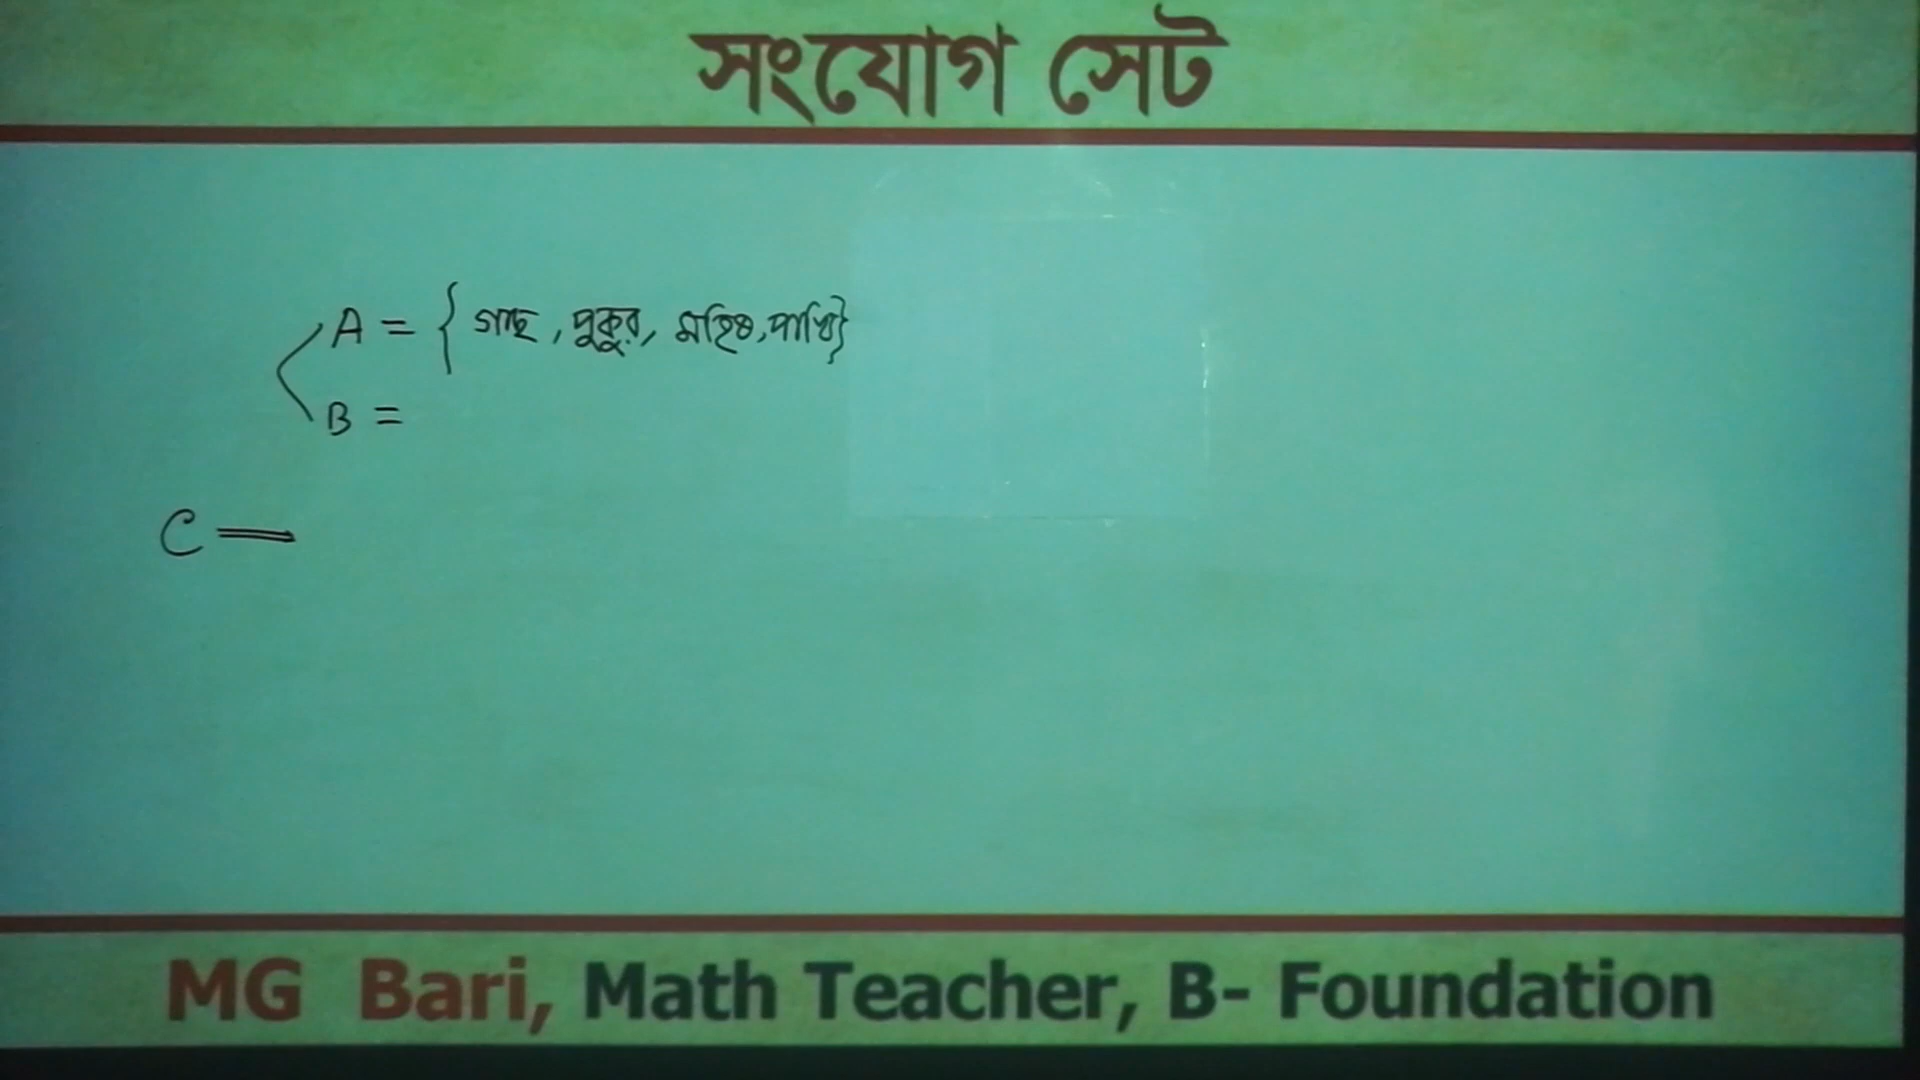 সংযোগ সেট
A = { গাছ, পুকুর, মহিষ, পাখি}
B =
C =
MG Bari, Math Teacher, B- Foundation